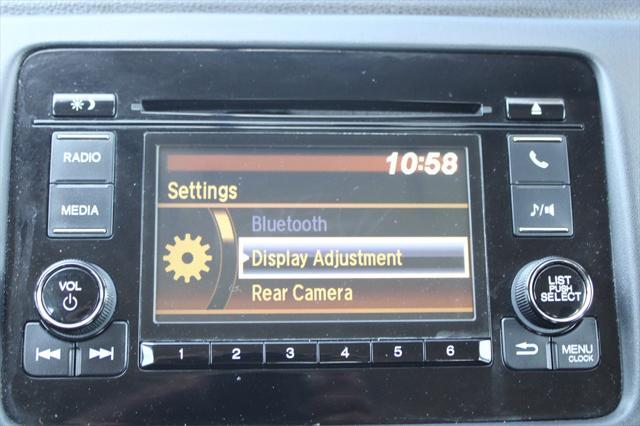 RADIO
MEDIA
10:58
Settings
Bluetooth
Display Adjustment
Rear Camera
VOL
LIST
PUSH
SELECT
1 2 3 4 5 6
MENU
CLOCK